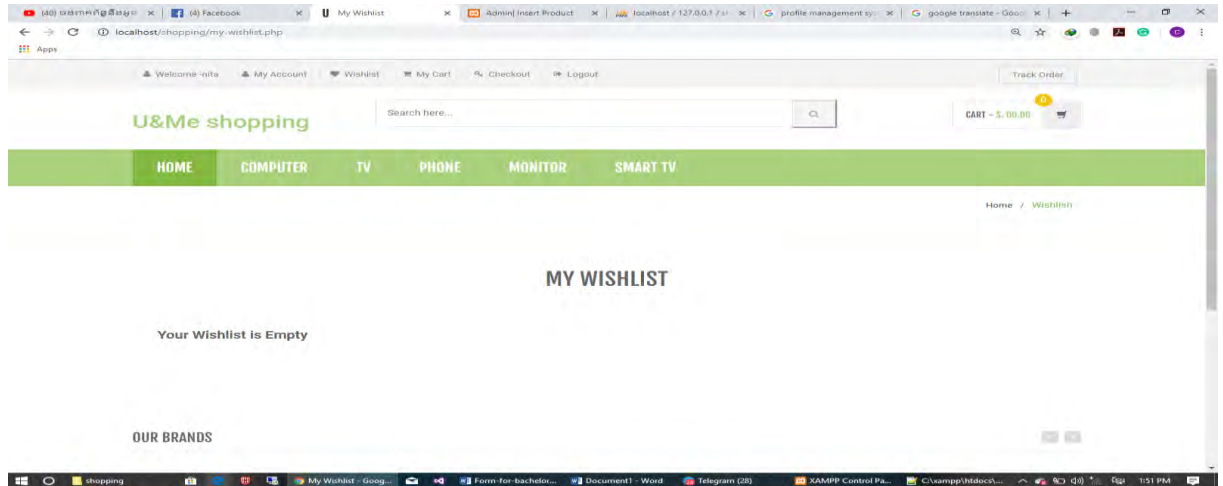 (4) Facebook
My Wishlist
Admin| Insert Product
localhost / 127.0.0.1 /
profile management sy
google translate - Goo
localhost/shopping/my-wishlist.php
Apps
Welcome -nita
My Account
Wishlist
My Cart
Checkout
Logout
Track Order
U&Me shopping
Search here...
CART - $. 00.00
0
HOME
COMPUTER
TV
PHONE
MONITOR
SMART TV
Home / Wishlish
MY WISHLIST
Your Wishlist is Empty
OUR BRANDS
shopping
My Wishlist - Goog...
Form-for-bachelor...
Document1 - Word
Telegram (28)
XAMPP Control Pa...
C:\xampp\htdocs\...
1:51 PM